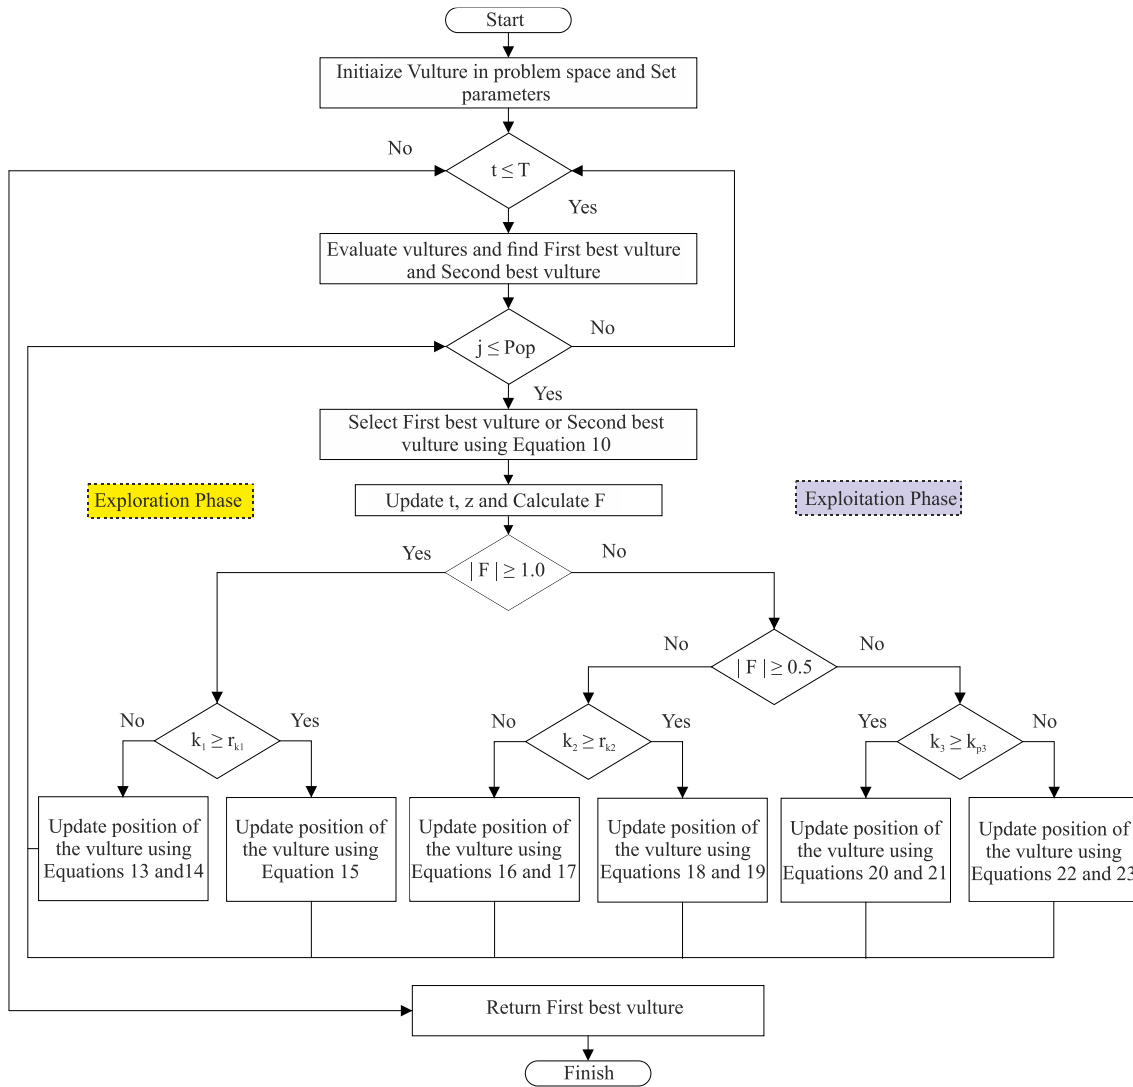 Start
Initiaize Vulture in problem space and Set
parameters
No
t ≤ T
Yes
Evaluate vultures and find First best vulture
and Second best vulture
No
j ≤ Pop
Yes
Select First best vulture or Second best
vulture using Equation 10
Exploration Phase
Update t, z and Calculate F
Exploitation Phase
Yes
No
| F | ≥ 1.0
No
No
| F | ≥ 0.5
No
Yes
No
Yes
Yes
No
k1 ≥ rk1
k2 ≥ rk2
k3 ≥ kp3
Update position of
the vulture using
Equations 13 and14
Update position of
the vulture using
Equation 15
Update position of
the vulture using
Equations 16 and 17
Update position of
the vulture using
Equations 18 and 19
Update position of
the vulture using
Equations 20 and 21
Update position of
the vulture using
Equations 22 and 23
Return First best vulture
Finish